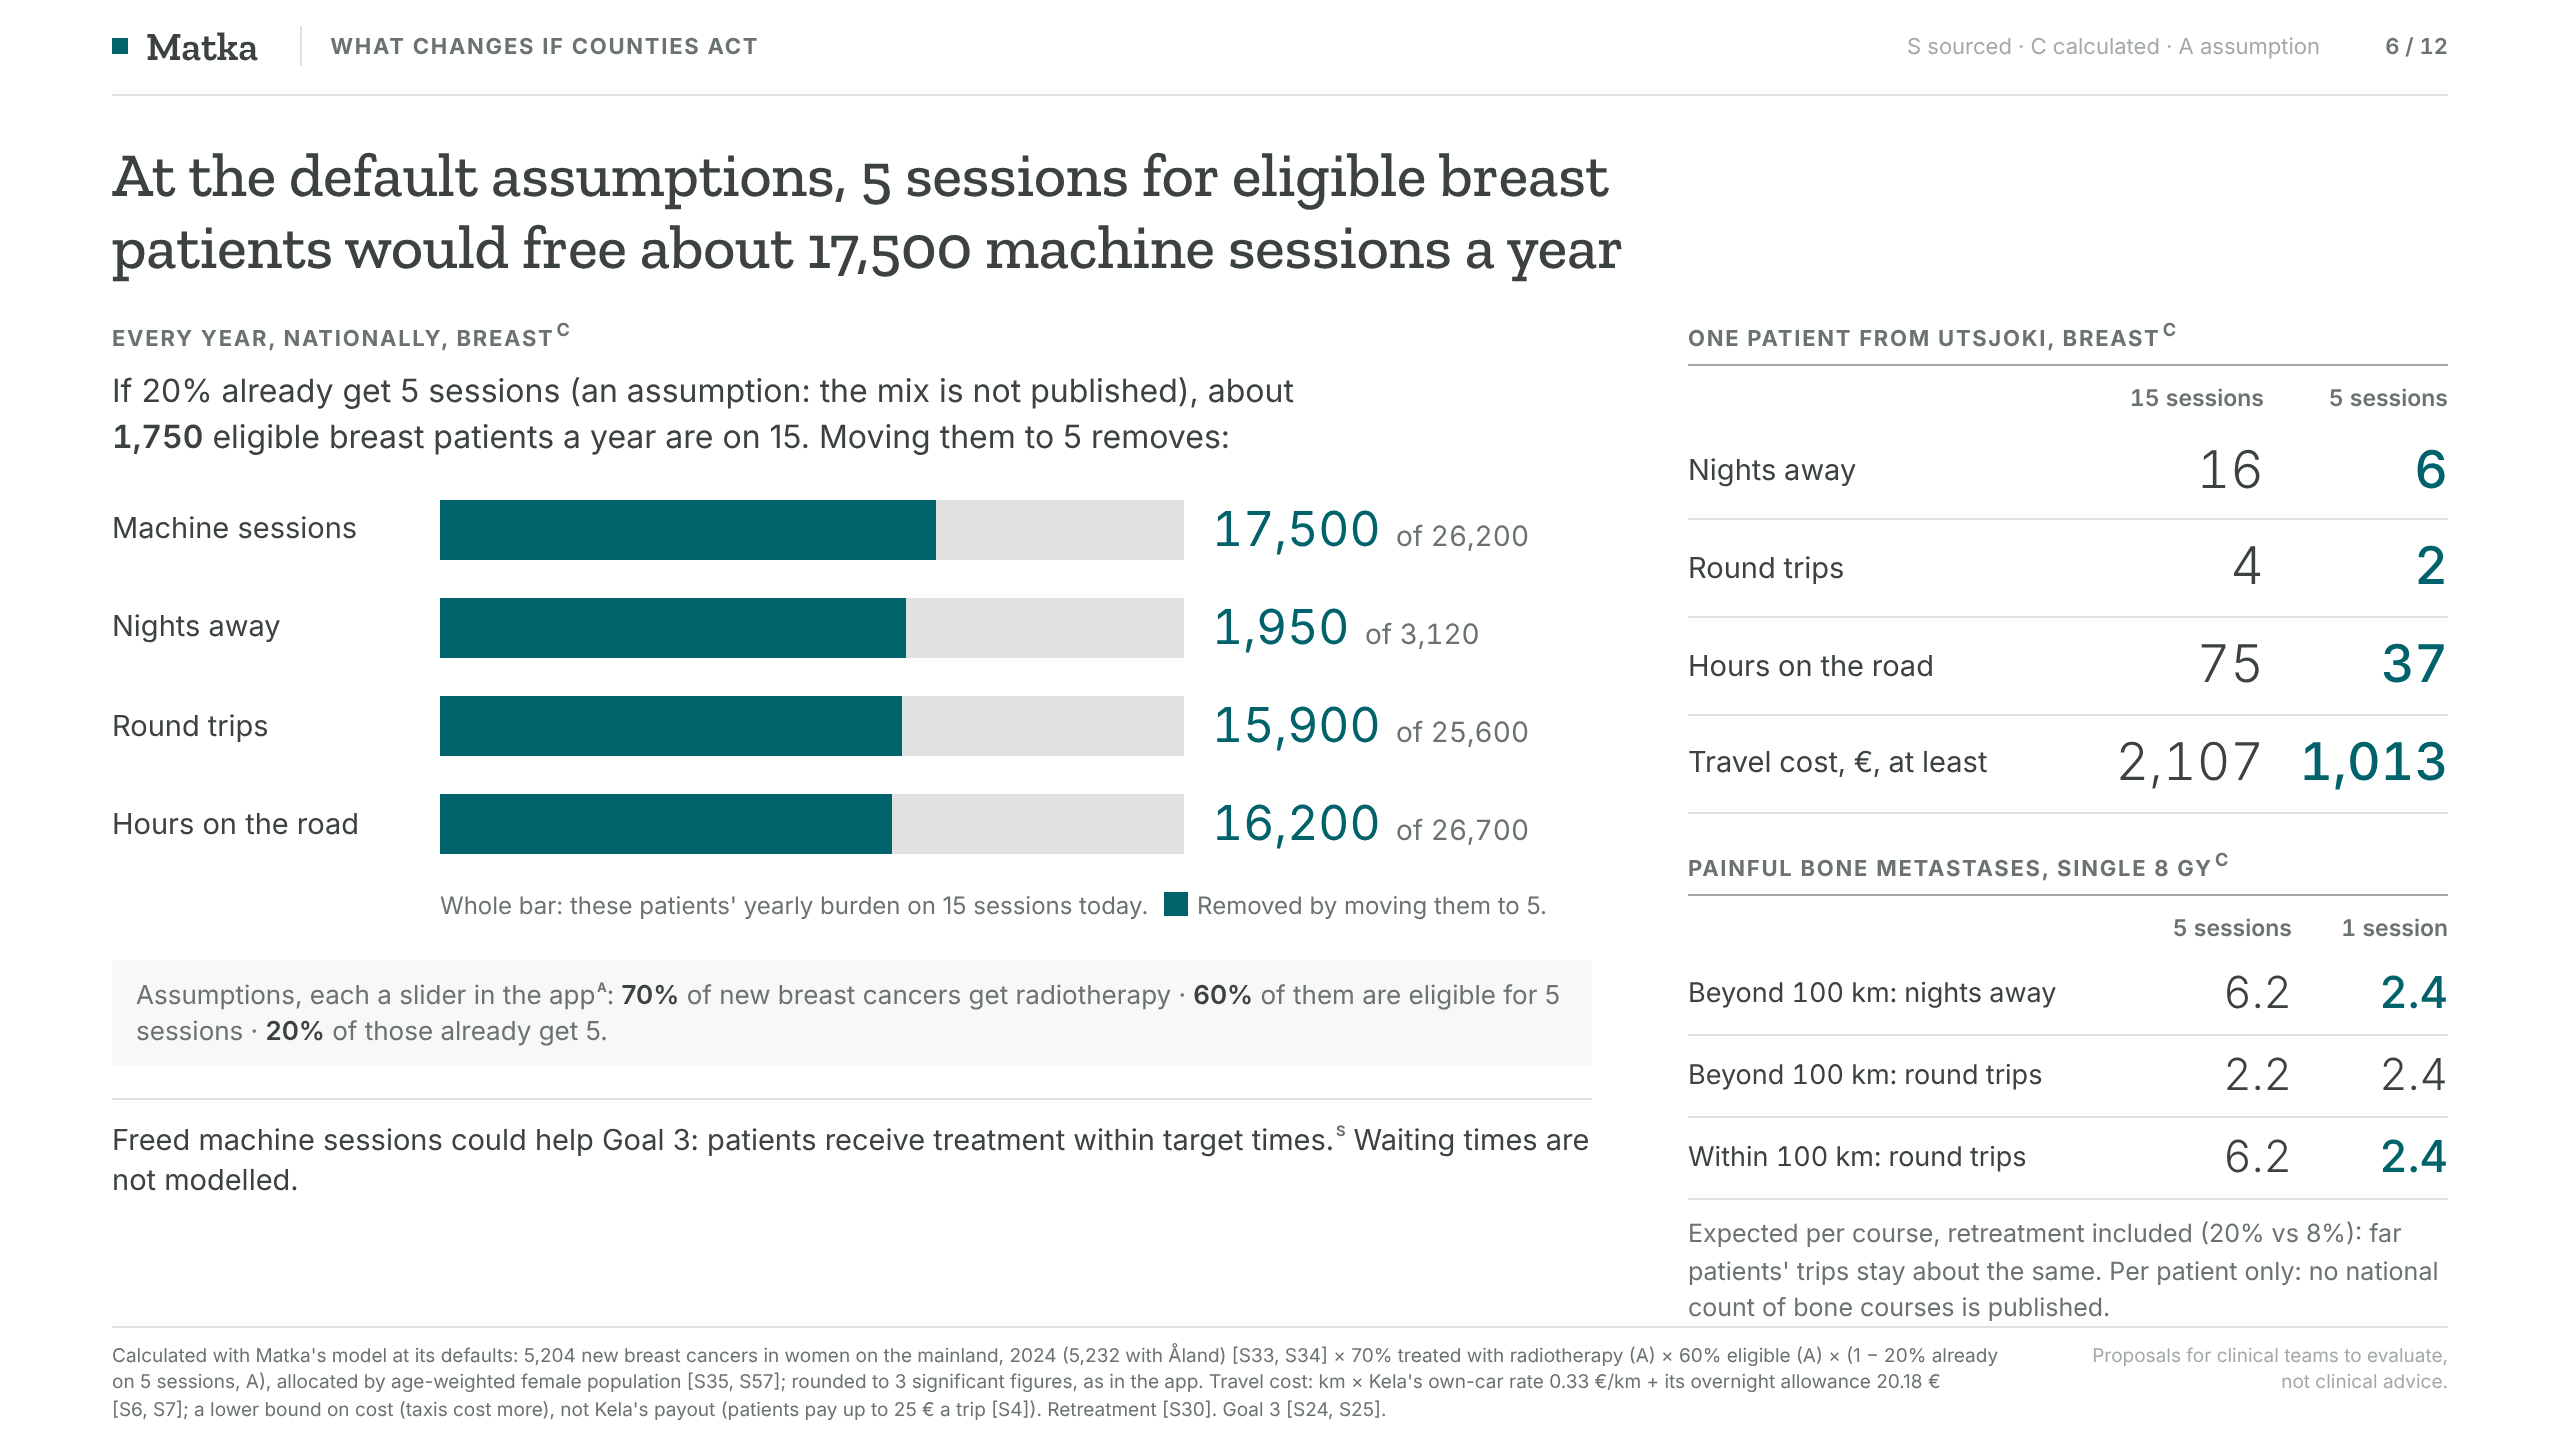 Matka
WHAT CHANGES IF COUNTIES ACT
S sourced · C calculated · A assumption
6 / 12
At the default assumptions, 5 sessions for eligible breast
patients would free about 17,500 machine sessions a year
EVERY YEAR, NATIONALLY, BREAST C
If 20% already get 5 sessions (an assumption: the mix is not published), about
1,750 eligible breast patients a year are on 15. Moving them to 5 removes:
Machine sessions 17,500 of 26,200
Nights away 1,950 of 3,120
Round trips 15,900 of 25,600
Hours on the road 16,200 of 26,700
Whole bar: these patients' yearly burden on 15 sessions today. Removed by moving them to 5.
Assumptions, each a slider in the app A: 70% of new breast cancers get radiotherapy · 60% of them are eligible for 5
sessions · 20% of those already get 5.
Freed machine sessions could help Goal 3: patients receive treatment within target times. S Waiting times are
not modelled.
ONE PATIENT FROM UTSJOKI, BREAST C
15 sessions 5 sessions
Nights away 16 6
Round trips 4 2
Hours on the road 75 37
Travel cost, €, at least 2,107 1,013
PAINFUL BONE METASTASES, SINGLE 8 GY C
5 sessions 1 session
Beyond 100 km: nights away 6.2 2.4
Beyond 100 km: round trips 2.2 2.4
Within 100 km: round trips 6.2 2.4
Expected per course, retreatment included (20% vs 8%): far
patients' trips stay about the same. Per patient only: no national
count of bone courses is published.
Calculated with Matka's model at its defaults: 5,204 new breast cancers in women on the mainland, 2024 (5,232 with Åland) [S33, S34] × 70% treated with radiotherapy (A) × 60% eligible (A) × (1 − 20% already
on 5 sessions, A), allocated by age-weighted female population [S35, S57]; rounded to 3 significant figures, as in the app. Travel cost: km × Kela's own-car rate 0.33 €/km + its overnight allowance 20.18 €
[S6, S7]; a lower bound on cost (taxis cost more), not Kela's payout (patients pay up to 25 € a trip [S4]). Retreatment [S30]. Goal 3 [S24, S25].
Proposals for clinical teams to evaluate,
not clinical advice.